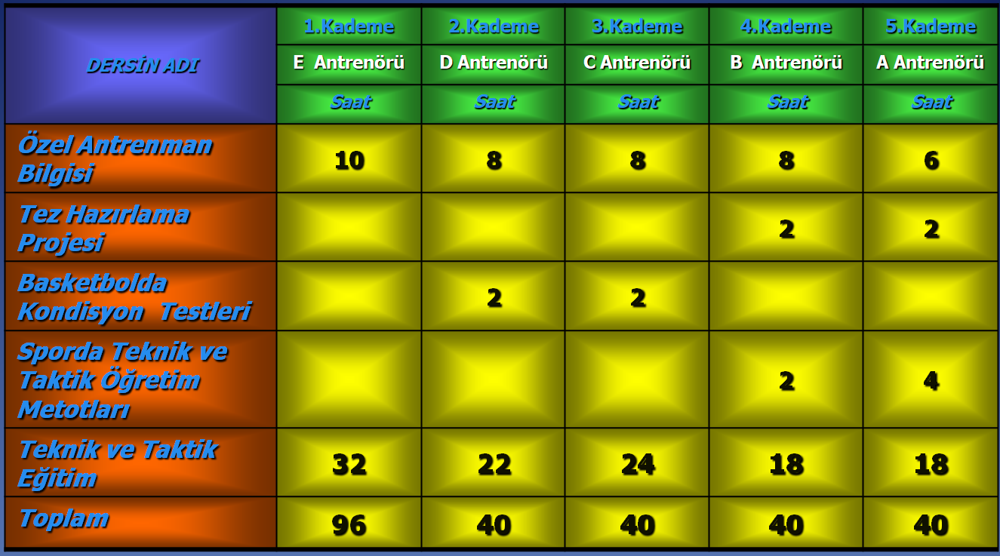 DERSİN ADI
1.Kademe 2.Kademe 3.Kademe 4.Kademe 5.Kademe
E Antrenörü D Antrenörü C Antrenörü B Antrenörü A Antrenörü
Saat Saat Saat Saat Saat
Özel Antrenman
Bilgisi
10 8 8 8 6
Tez Hazırlama
Projesi
2 2
Basketbolda
Kondisyon Testleri
2 2
Sporda Teknik ve
Taktik Öğretim
Metotları
2 4
Teknik ve Taktik
Eğitim
32 22 24 18 18
Toplam
96 40 40 40 40